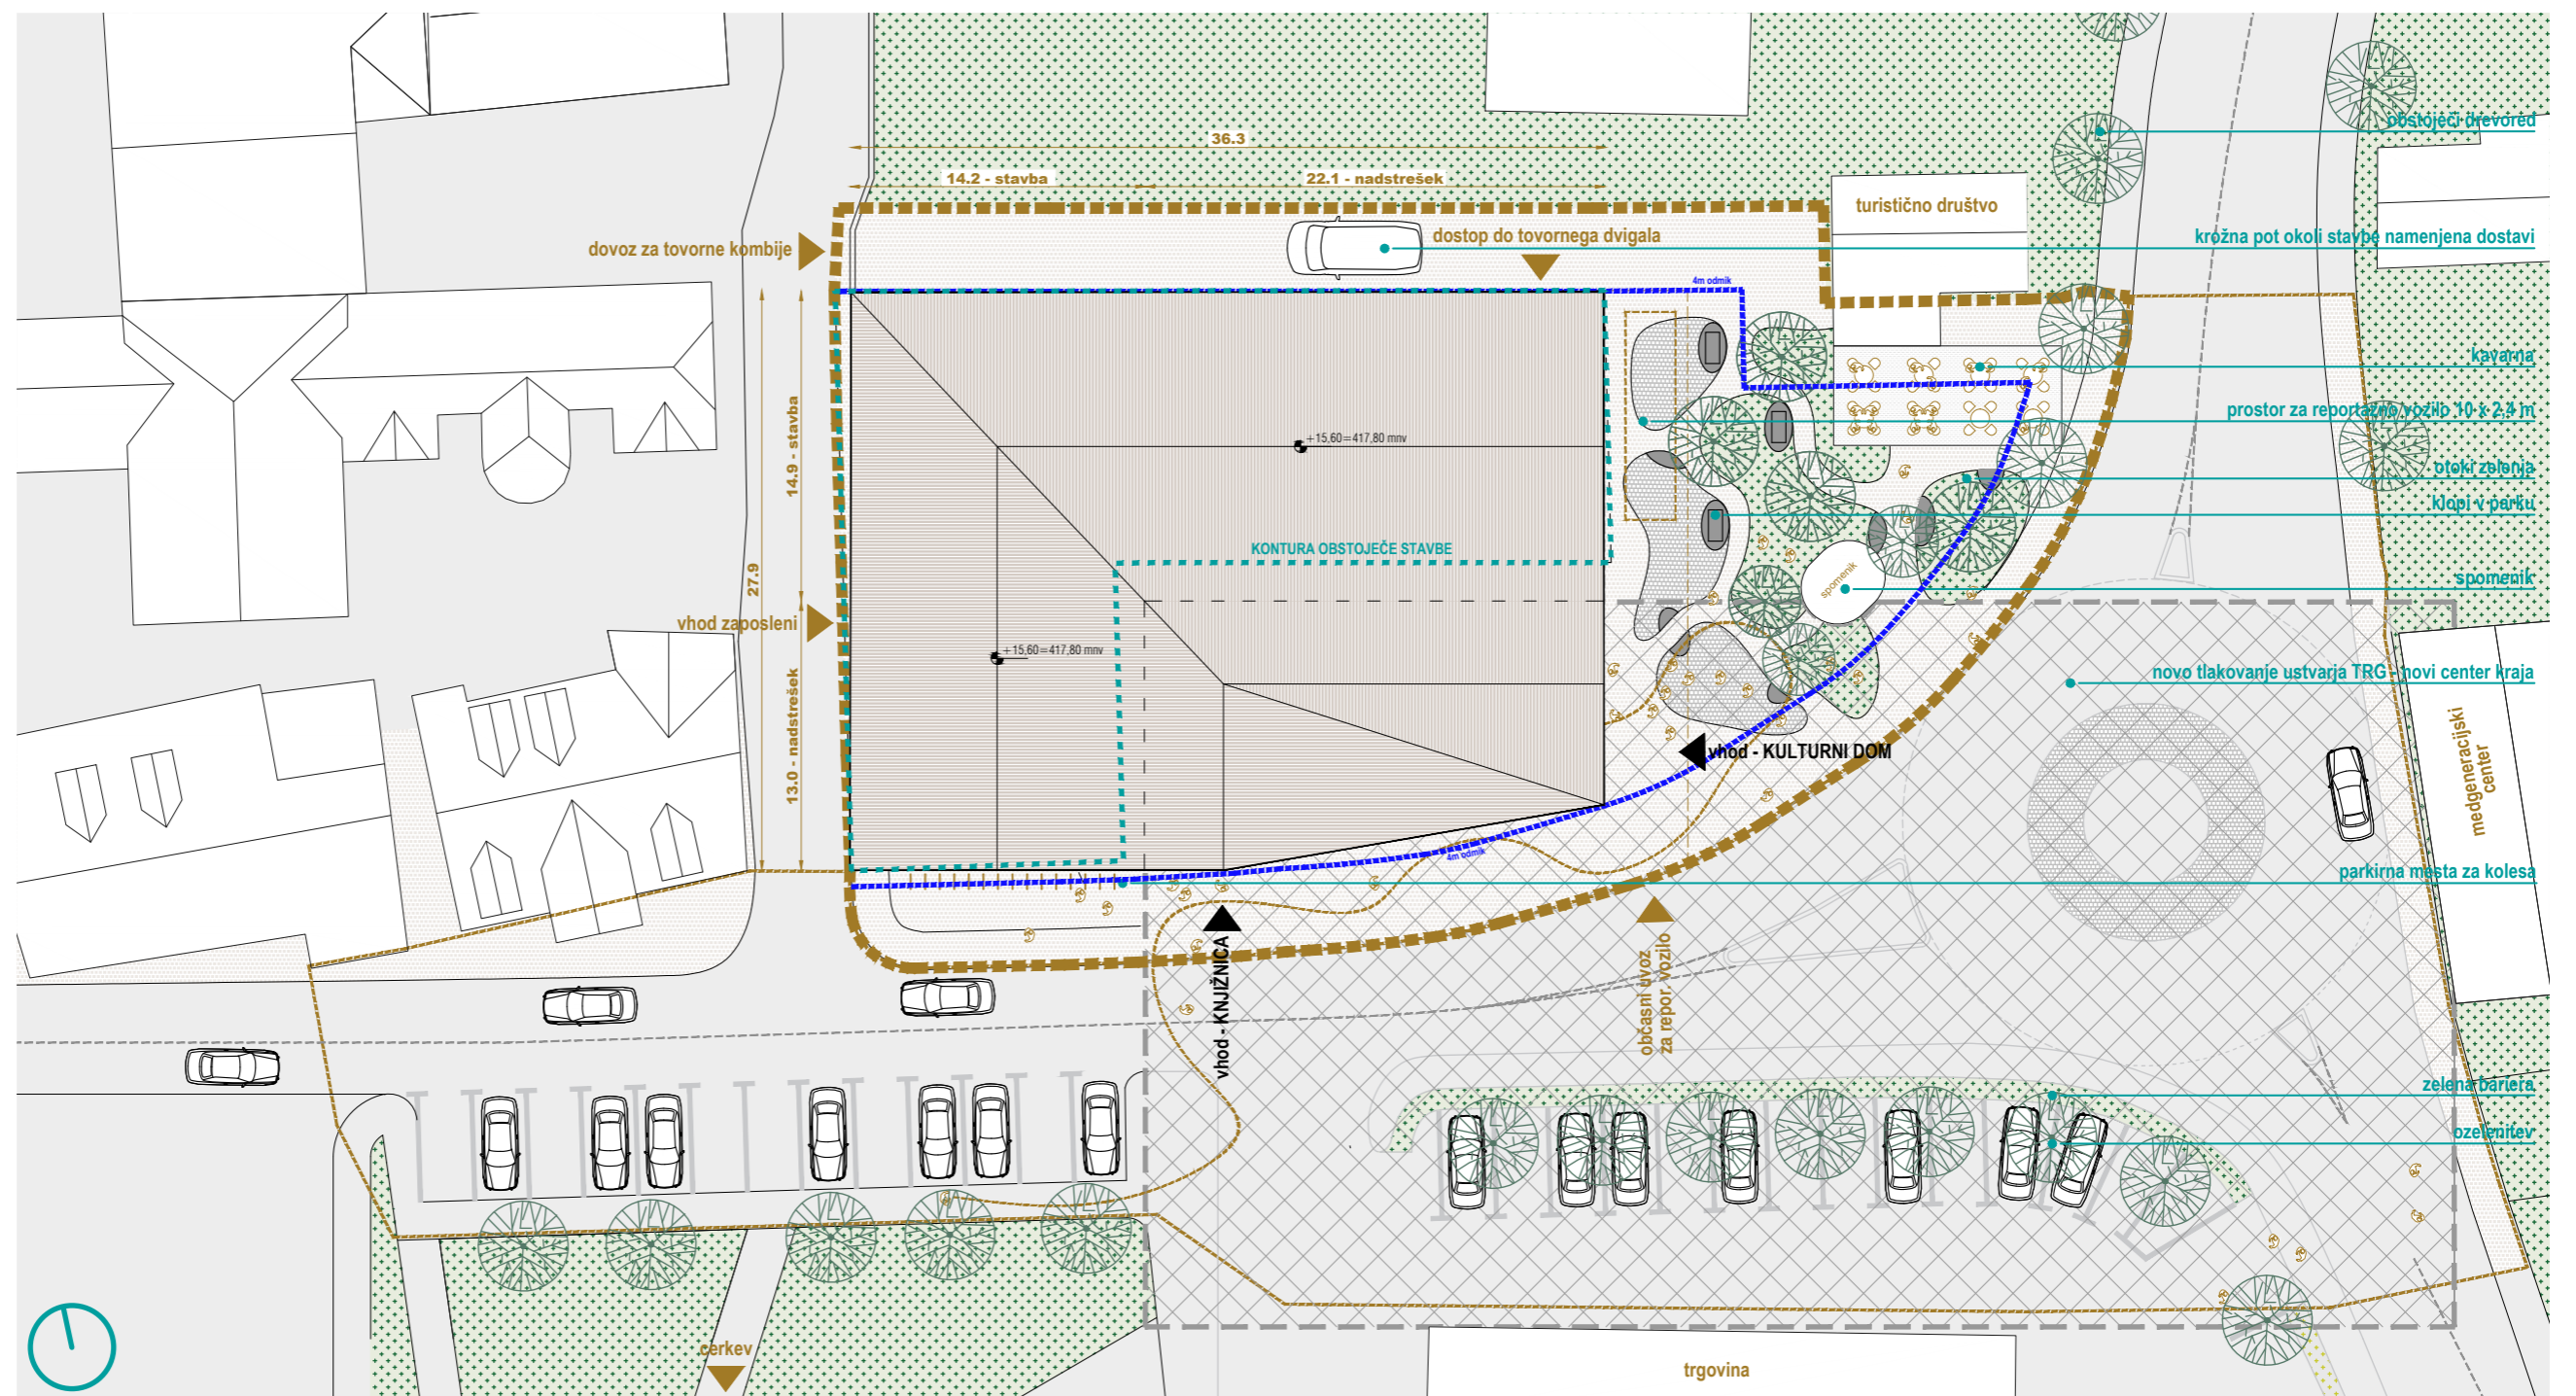 obstoječi drevored
36.3
14.2 - stavba
22.1 - nadstrešek
turistično društvo
dovoz za tovorne kombije
dostop do tovornega dvigala
krožna pot okoli stavbe namenjena dostavi
4m odmik
kavarna
prostor za reportažno vozilo 10 x 2,4 m
14.9 - stavba
+15,60=417,80 mnv
otoki zelenja
klopi v parku
KONTURA OBSTOJEČE STAVBE
27.9
spomenik
spomenik
vhod zaposleni
+15,60=417,80 mnv
novo tlakovanje ustvarja TRG - novi center kraja
13.0 - nadstrešek
vhod - KULTURNI DOM
medgeneracijski
center
4m odmik
parkirna mesta za kolesa
vhod - KNJIŽNICA
občasni uvoz
za repor. vozilo
zelena bariera
ozelenitev
cerkev
trgovina